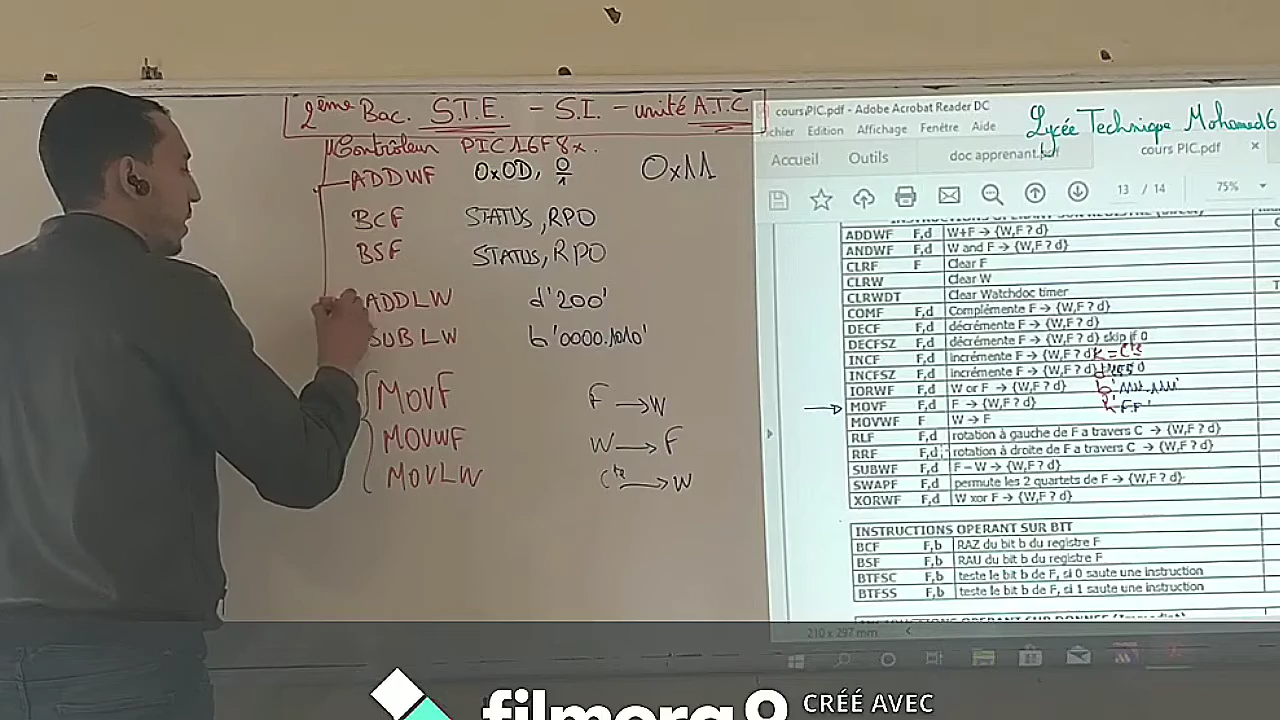 2ème Bac. S.T.E. - S.I. - unité A.T.C
µContrôleur PIC16F8x.
ADDWF 0x0D, 0/1 0x11
BCF STATUS, RP0
BSF STATUS, RP0
ADDLW d'200'
SUBLW b'0000.1010'
MOVF F → W
MOVWF W → F
MOVLW Cte → W
cours PIC.pdf - Adobe Acrobat Reader DC
Lycée Technique Mohamed6
Fichier Edition Affichage Fenêtre Aide
Accueil Outils doc apprenant.pdf cours PIC.pdf ×
13 / 14 75%
ADDWF F,d W+F → {W,F ? d}
ANDWF F,d W and F → {W,F ? d}
CLRF F Clear F
CLRW Clear W
CLRWDT Clear Watchdoc timer
COMF F,d Complémente F → {W,F ? d}
DECF F,d décrémente F → {W,F ? d}
DECFSZ F,d décrémente F → {W,F ? d} skip if 0
INCF F,d incrémente F → {W,F ? d} K = Cte
INCFSZ F,d incrémente F → {W,F ? d}
IORWF F,d W or F → {W,F ? d} b'1111.1111'
MOVF F,d F → {W,F ? d} h'FF'
MOVWF F W → F
RLF F,d rotation à gauche de F a travers C → {W,F ? d}
RRF F,d rotation à droite de F a travers C → {W,F ? d}
SUBWF F,d F – W → {W,F ? d}
SWAPF F,d permute les 2 quartets de F → {W,F ? d}
XORWF F,d W xor F → {W,F ? d}
INSTRUCTIONS OPERANT SUR BIT
BCF F,b RAZ du bit b du registre F
BSF F,b RAU du bit b du registre F
BTFSC F,b teste le bit b de F, si 0 saute une instruction
BTFSS F,b teste le bit b de F, si 1 saute une instruction
210 x 297 mm
CRÉÉ AVEC
filmora9